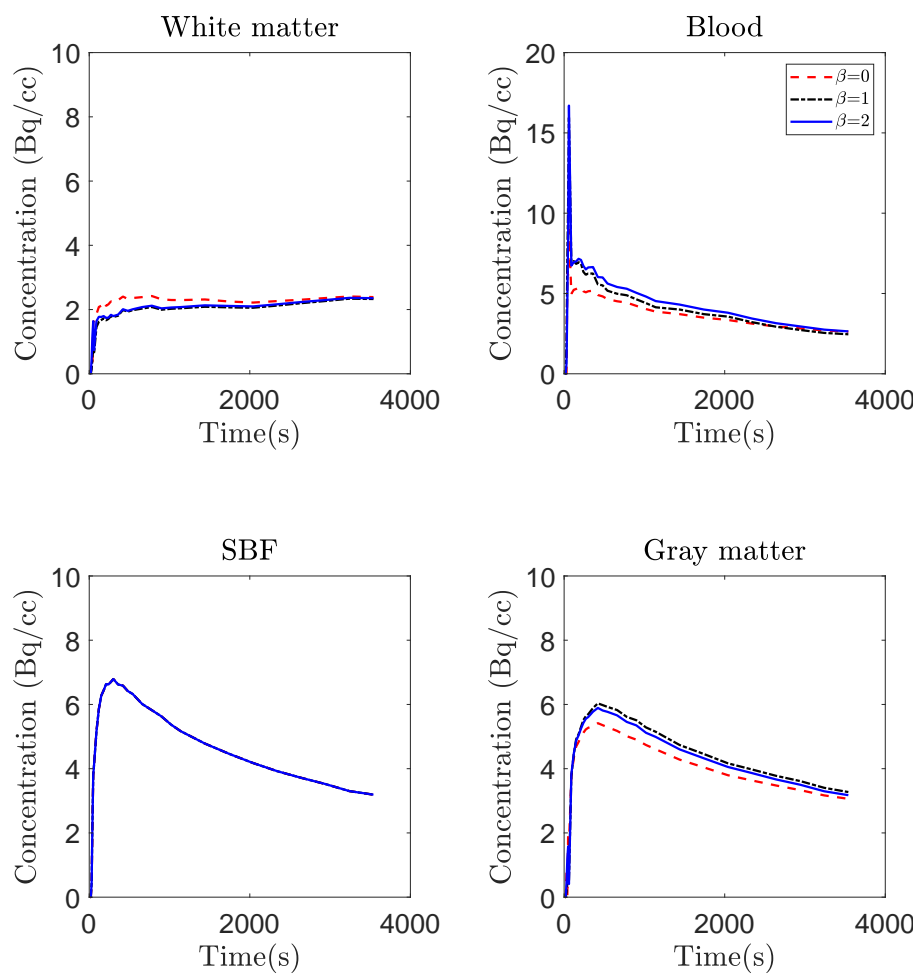 White matter
Concentration (Bq/cc)
10
8
6
4
2
0
0 2000 4000
Time(s)
Blood
Concentration (Bq/cc)
20
15
10
5
0
β=0
β=1
β=2
0 2000 4000
Time(s)
SBF
Concentration (Bq/cc)
10
8
6
4
2
0
0 2000 4000
Time(s)
Gray matter
Concentration (Bq/cc)
10
8
6
4
2
0
0 2000 4000
Time(s)